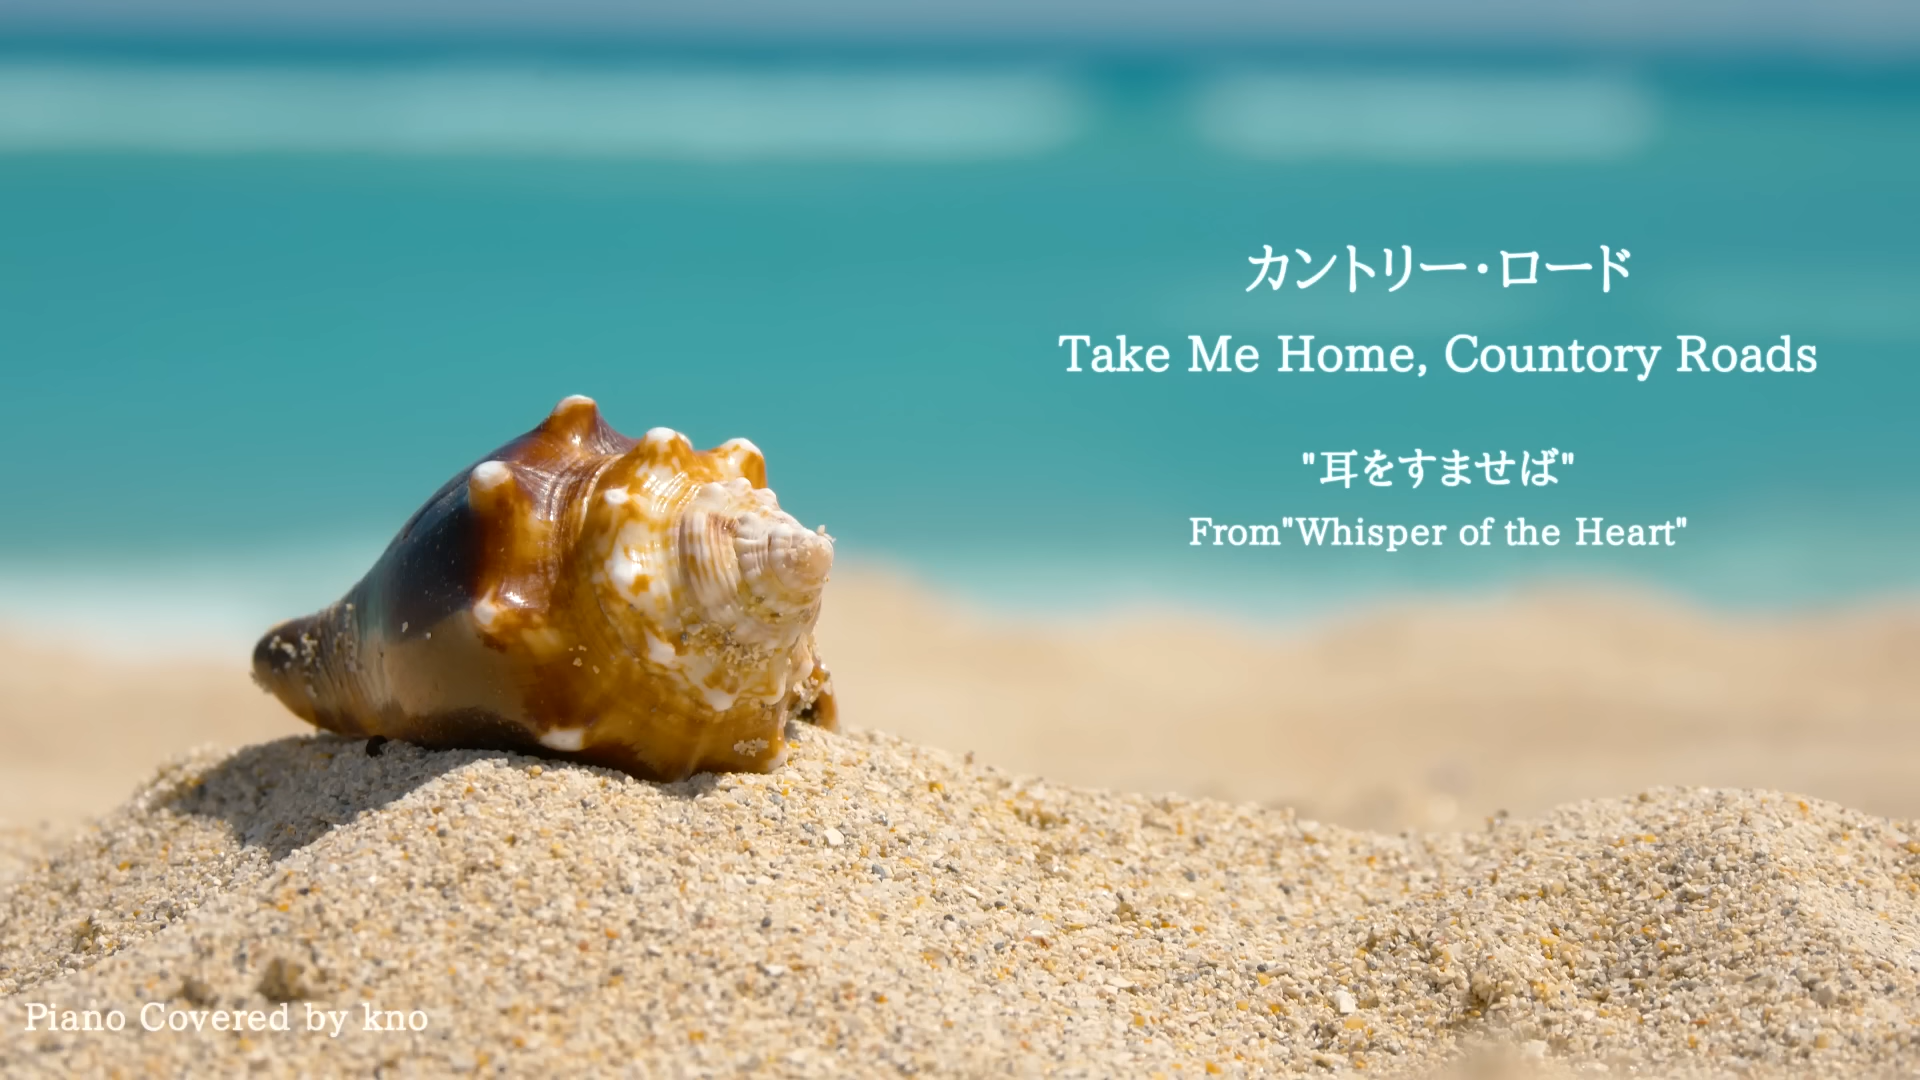 カントリー・ロード
Take Me Home, Countory Roads
"耳をすませば"
From"Whisper of the Heart"
Piano Covered by kno